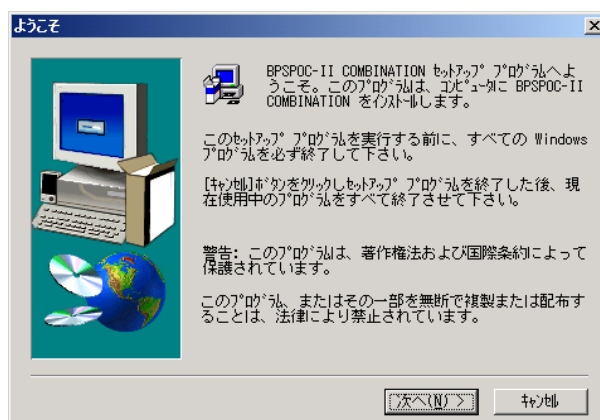 ようこそ
BPSPOC-II COMBINATION ｾｯﾄｱｯﾌﾟ ﾌﾟﾛｸﾞﾗﾑへよ
うこそ。このﾌﾟﾛｸﾞﾗﾑは、ｺﾝﾋﾟｭｰﾀに BPSPOC-II
COMBINATION をｲﾝｽﾄｰﾙします。
このｾｯﾄｱｯﾌﾟ ﾌﾟﾛｸﾞﾗﾑを実行する前に、すべての Windows
ﾌﾟﾛｸﾞﾗﾑを必ず終了して下さい。
[ｷｬﾝｾﾙ]ﾎﾞﾀﾝをｸﾘｯｸしｾｯﾄｱｯﾌﾟ ﾌﾟﾛｸﾞﾗﾑを終了した後、現
在使用中のﾌﾟﾛｸﾞﾗﾑをすべて終了させて下さい。
警告: このﾌﾟﾛｸﾞﾗﾑは、著作権法および国際条約によって
保護されています。
このﾌﾟﾛｸﾞﾗﾑ、またはその一部を無断で複製または配布す
ることは、法律により禁止されています。
次へ(N) >
ｷｬﾝｾﾙ